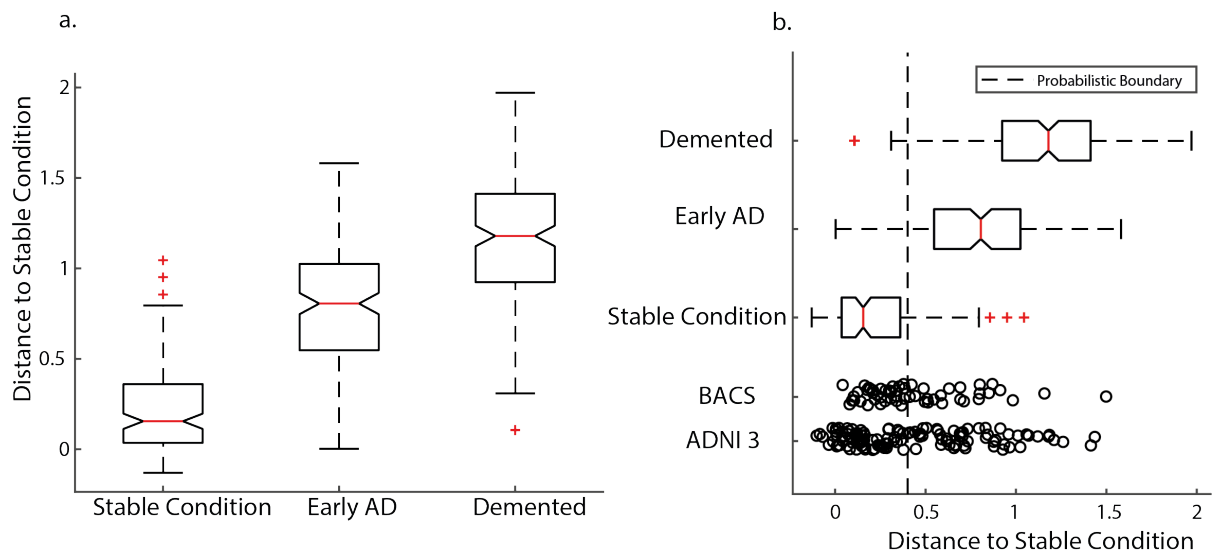 a.
Distance to Stable Condition
2
1.5
1
0.5
0
Stable Condition Early AD Demented
b.
Probabilistic Boundary
Demented
Early AD
Stable Condition
BACS
ADNI 3
0 0.5 1 1.5 2
Distance to Stable Condition